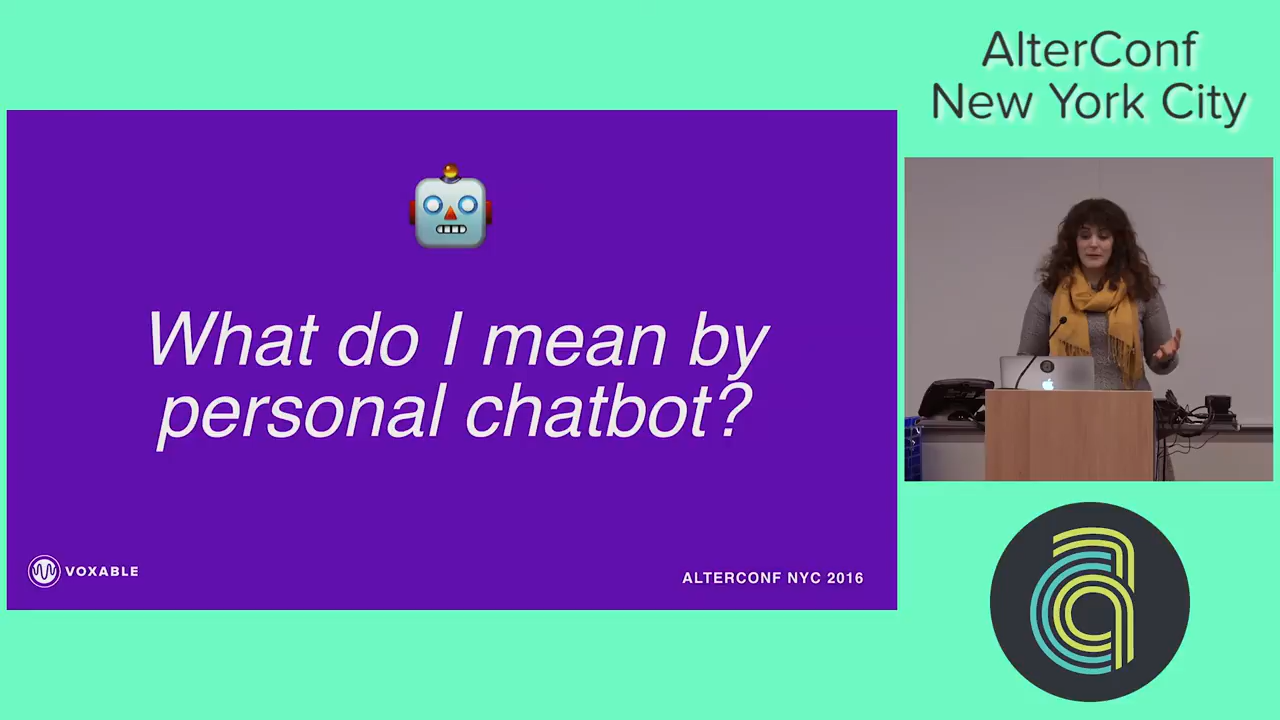 AlterConf
New York City
What do I mean by
personal chatbot?
VOXABLE
ALTERCONF NYC 2016